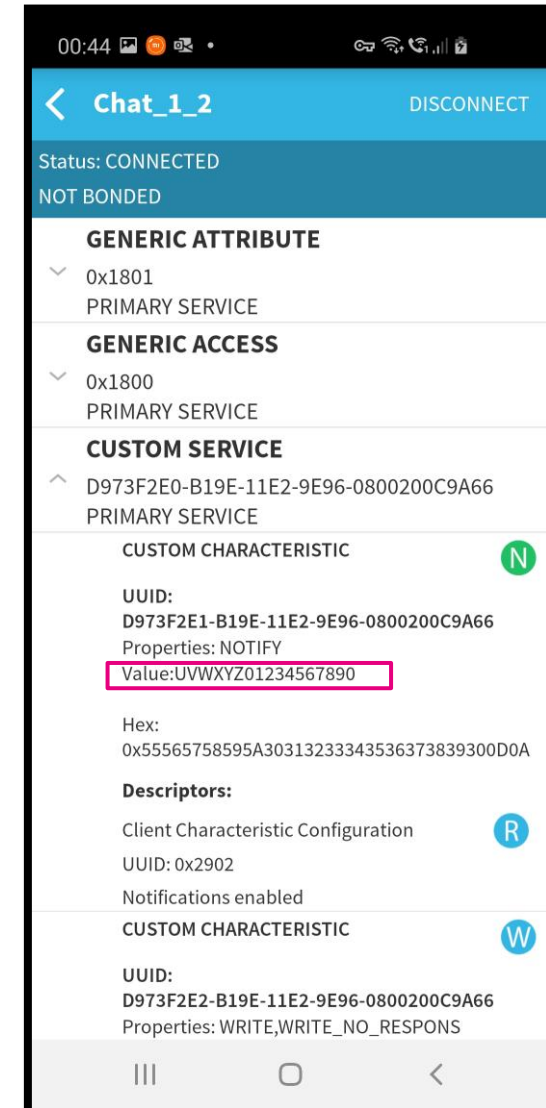 00:44
Chat_1_2 DISCONNECT
Status: CONNECTED
NOT BONDED
GENERIC ATTRIBUTE
0x1801
PRIMARY SERVICE
GENERIC ACCESS
0x1800
PRIMARY SERVICE
CUSTOM SERVICE
D973F2E0-B19E-11E2-9E96-0800200C9A66
PRIMARY SERVICE
CUSTOM CHARACTERISTIC N
UUID:
D973F2E1-B19E-11E2-9E96-0800200C9A66
Properties: NOTIFY
Value:UVWXYZ01234567890
Hex:
0x55565758595A3031323334353637383930​0D0A
Descriptors:
Client Characteristic Configuration R
UUID: 0x2902
Notifications enabled
CUSTOM CHARACTERISTIC W
UUID:
D973F2E2-B19E-11E2-9E96-0800200C9A66
Properties: WRITE,WRITE_NO_RESPONS